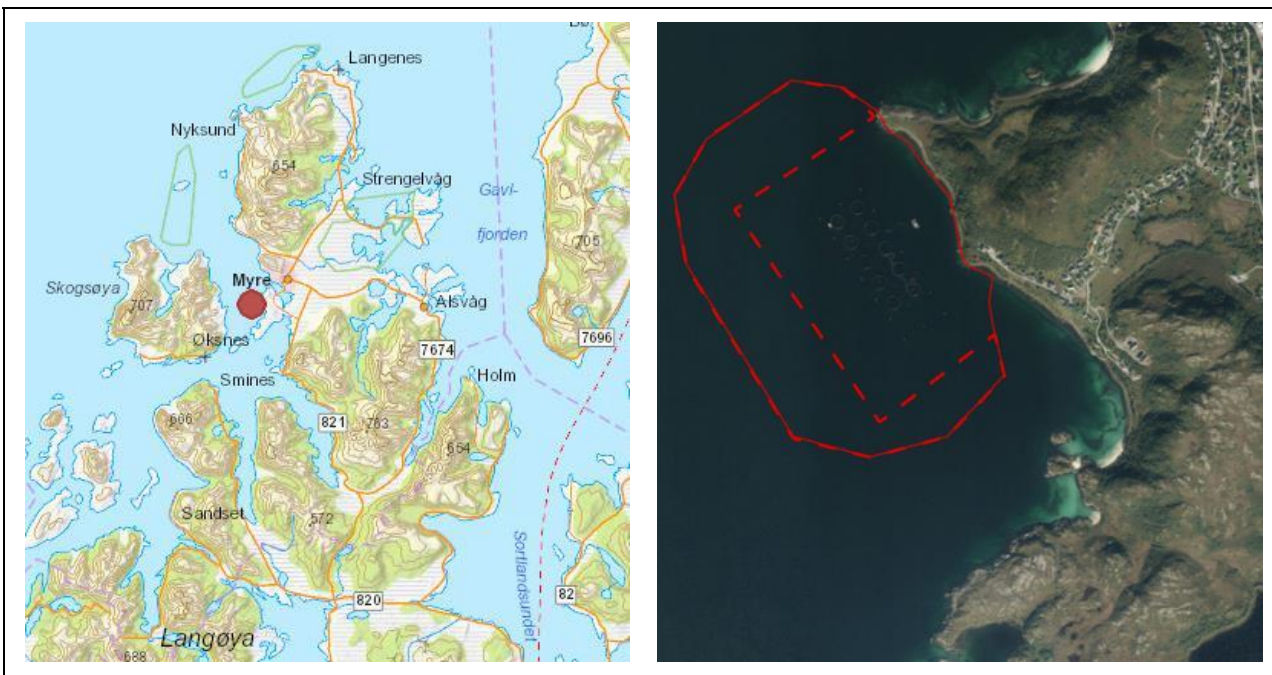 Langenes
Nyksund
654
Strengelvåg
Gavl-
fjorden
705
Skogsøya
Myre
707
Alsvåg
Øksnes
7674
7696
Smines
Holm
821
763
654
Sandset
572
Sortlandsundet
820
82
Langøya
688